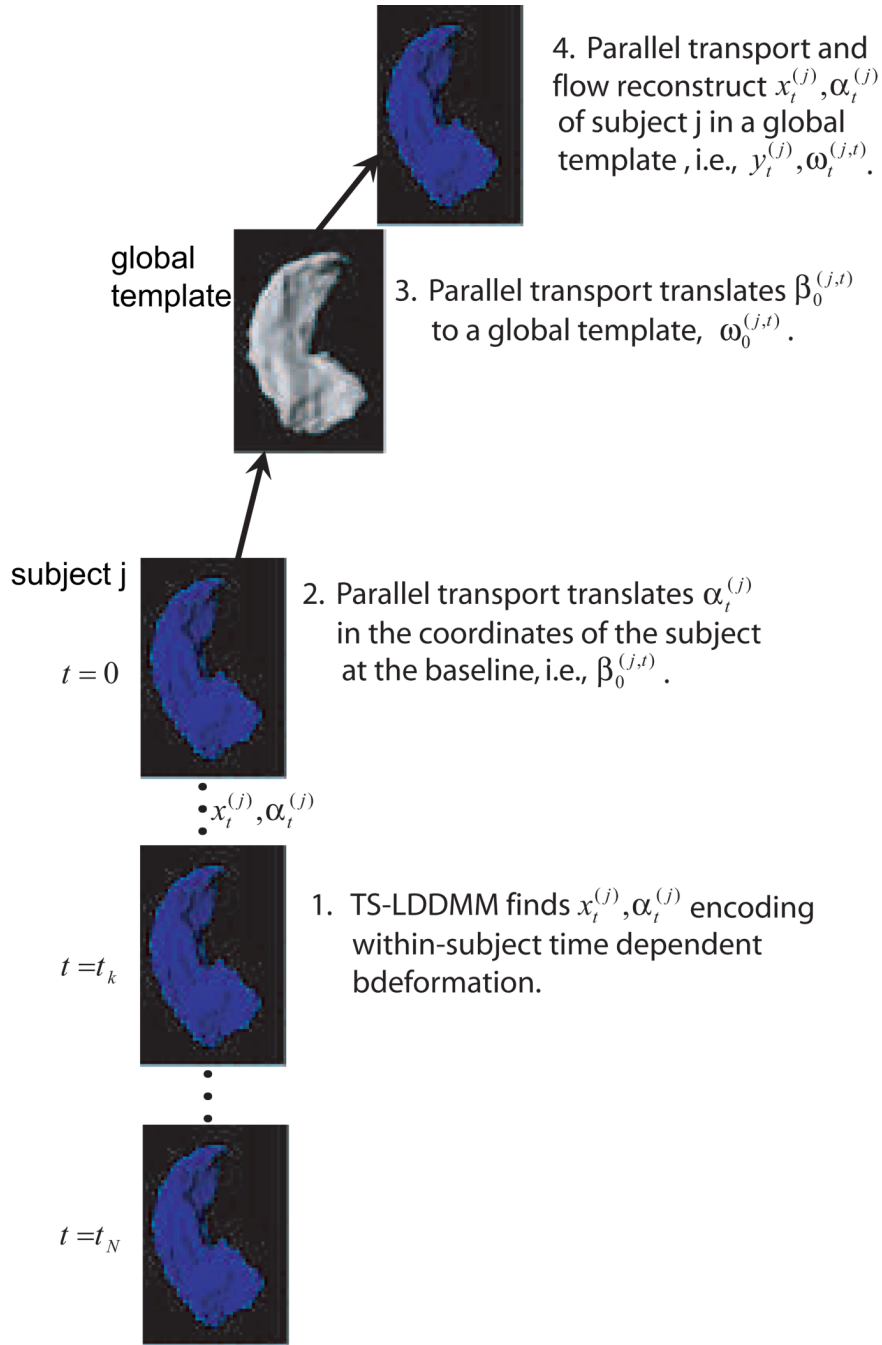 4. Parallel transport and
flow reconstruct x_t^{(j)}, α_t^{(j)}
of subject j in a global
template , i.e., y_t^{(j)}, ω_t^{(j,t)}.
global
template
3. Parallel transport translates β_0^{(j,t)}
to a global template, ω_0^{(j,t)} .
subject j
2. Parallel transport translates α_t^{(j)}
in the coordinates of the subject
at the baseline, i.e., β_0^{(j,t)} .
t = 0
x_t^{(j)}, α_t^{(j)}
1. TS-LDDMM finds x_t^{(j)}, α_t^{(j)} encoding
within-subject time dependent
bdeformation.
t =t_k
t =t_N